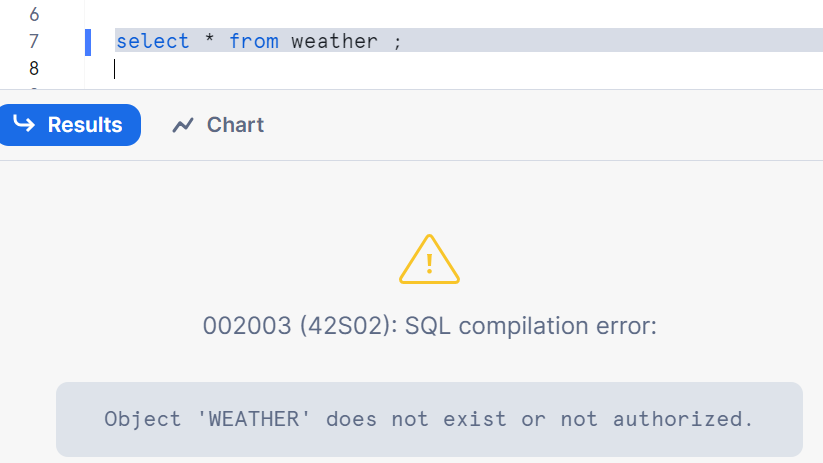 6
7 select * from weather ;
8
Results Chart
002003 (42S02): SQL compilation error:
Object 'WEATHER' does not exist or not authorized.